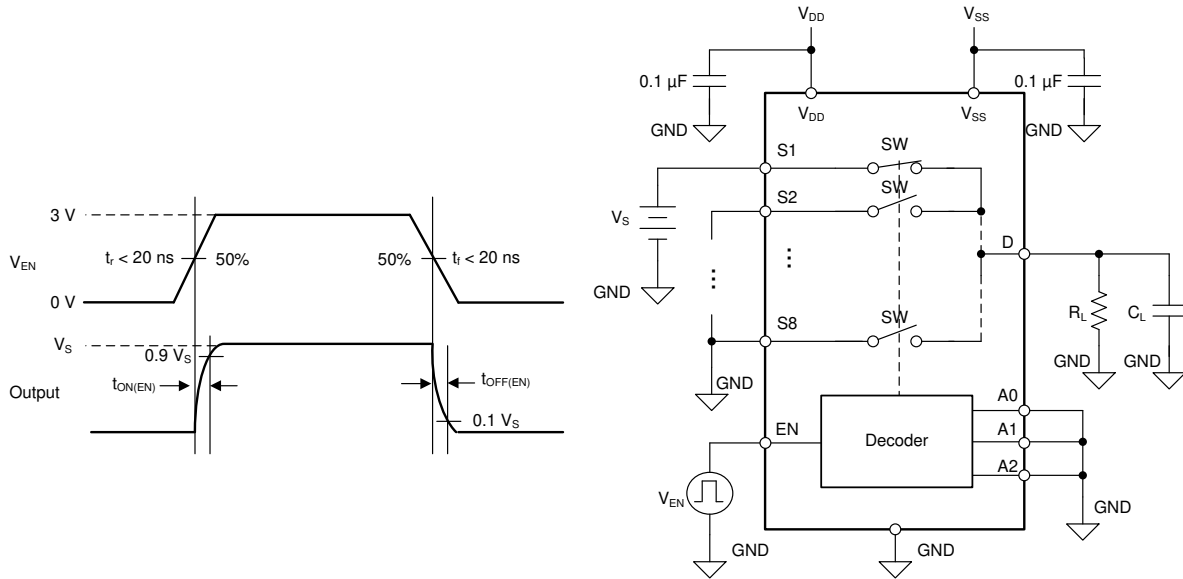 3 V
V_EN
t_r < 20 ns
50%
50%
t_f < 20 ns
0 V
V_S
0.9 V_S
t_ON(EN)
t_OFF(EN)
Output
0.1 V_S
V_DD
V_SS
0.1 µF
0.1 µF
GND
V_DD
V_SS
GND
S1
SW
S2
SW
V_S
...
...
D
GND
S8
SW
R_L
C_L
GND
GND
GND
A0
EN
Decoder
A1
A2
V_EN
GND
GND
GND